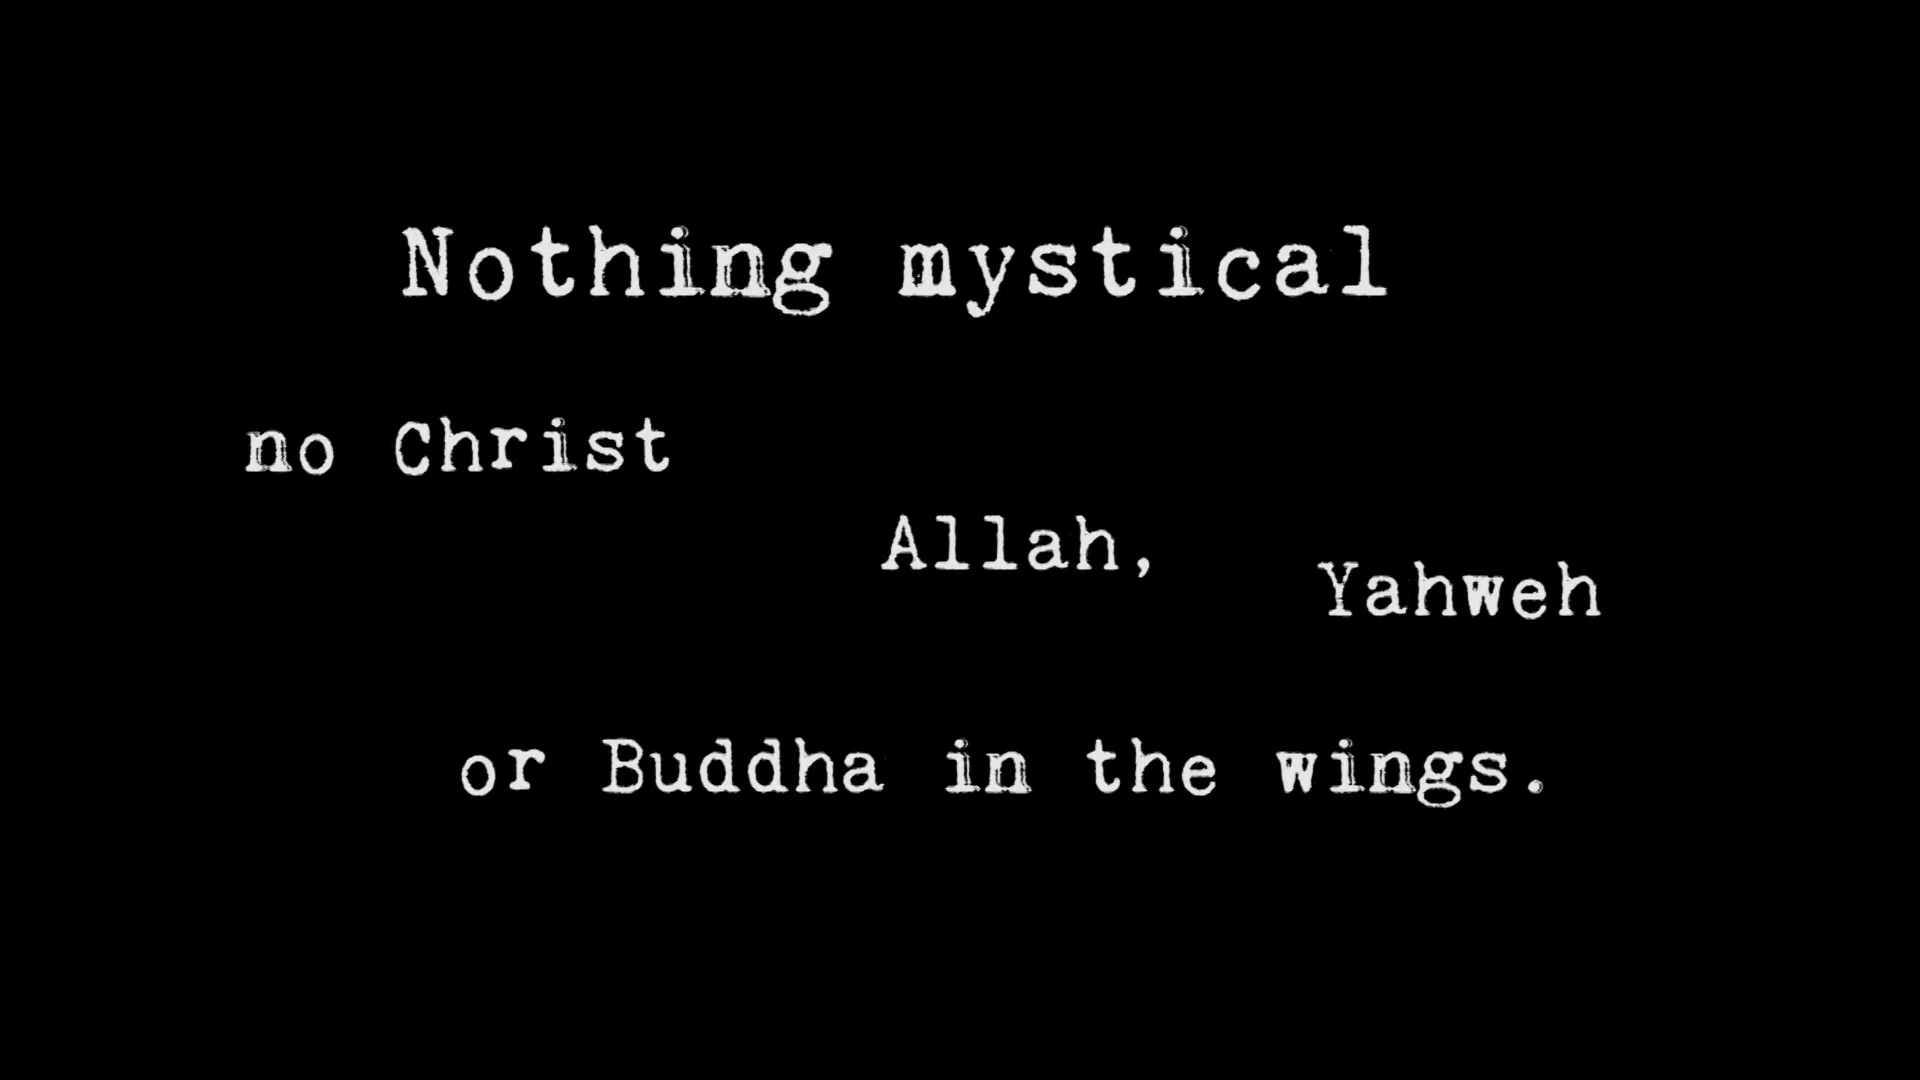 Nothing mystical
no Christ
Allah,
Yahweh
or Buddha in the wings.